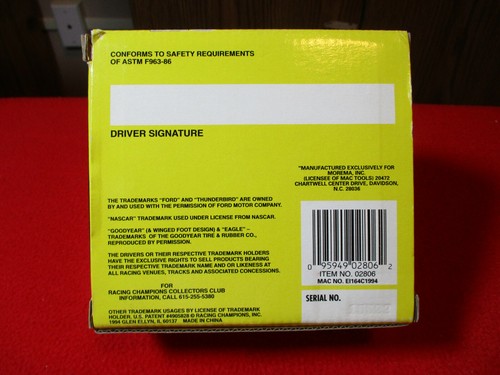 CONFORMS TO SAFETY REQUIREMENTS
OF ASTM F963-86
DRIVER SIGNATURE
"MANUFACTURED EXCLUSIVELY FOR
MOREMA, INC.
(LICENSEE OF MAC TOOLS) 20472
CHARTWELL CENTER DRIVE, DAVIDSON,
N.C. 28036
THE TRADEMARKS "FORD" AND "THUNDERBIRD" ARE OWNED
BY AND USED WITH THE PERMISSION OF FORD MOTOR COMPANY.
"NASCAR" TRADEMARK USED UNDER LICENSE FROM NASCAR.
"GOODYEAR" (& WINGED FOOT DESIGN) & "EAGLE" –
TRADEMARKS OF THE GOODYEAR TIRE & RUBBER CO.,
REPRODUCED BY PERMISSION.
THE DRIVERS OR THEIR RESPECTIVE TRADEMARK HOLDERS
HAVE THE EXCLUSIVE RIGHTS TO SELL PRODUCTS BEARING
THEIR RESPECTIVE TRADEMARK NAME AND OR LIKENESS AT
ALL RACING VENUES, TRACKS AND ASSOCIATED CONCESSIONS.
FOR
RACING CHAMPIONS COLLECTORS CLUB
INFORMATION, CALL 615-255-5380
OTHER TRADEMARK USAGES BY LICENSE OF TRADEMARK
HOLDER. U.S. PATENT #4905828 © RACING CHAMPIONS, INC.
1994 GLEN ELLYN, IL 60137 MADE IN CHINA
0 95949 02806 2
ITEM NO. 02806
MAC NO. EI164C1994
SERIAL NO.